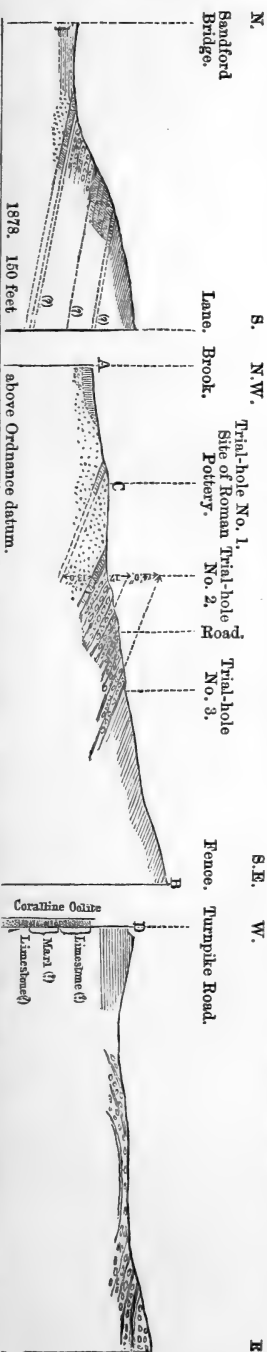 N.
Sandford
Bridge.
S.
Lane.
1878. 150 feet
(?)
(?)
(?)
N.W.
Brook.
A
Trial-hole No. 1.
Site of Roman
Pottery.
C
Trial-hole
No. 2.
Road.
Trial-hole
No. 3.
S.E.
Fence.
B
above Ordnance datum.
W.
Turnpike Road.
D
Coralline Oolite
Limestone (?)
Marl (?)
Limestone (?)
E